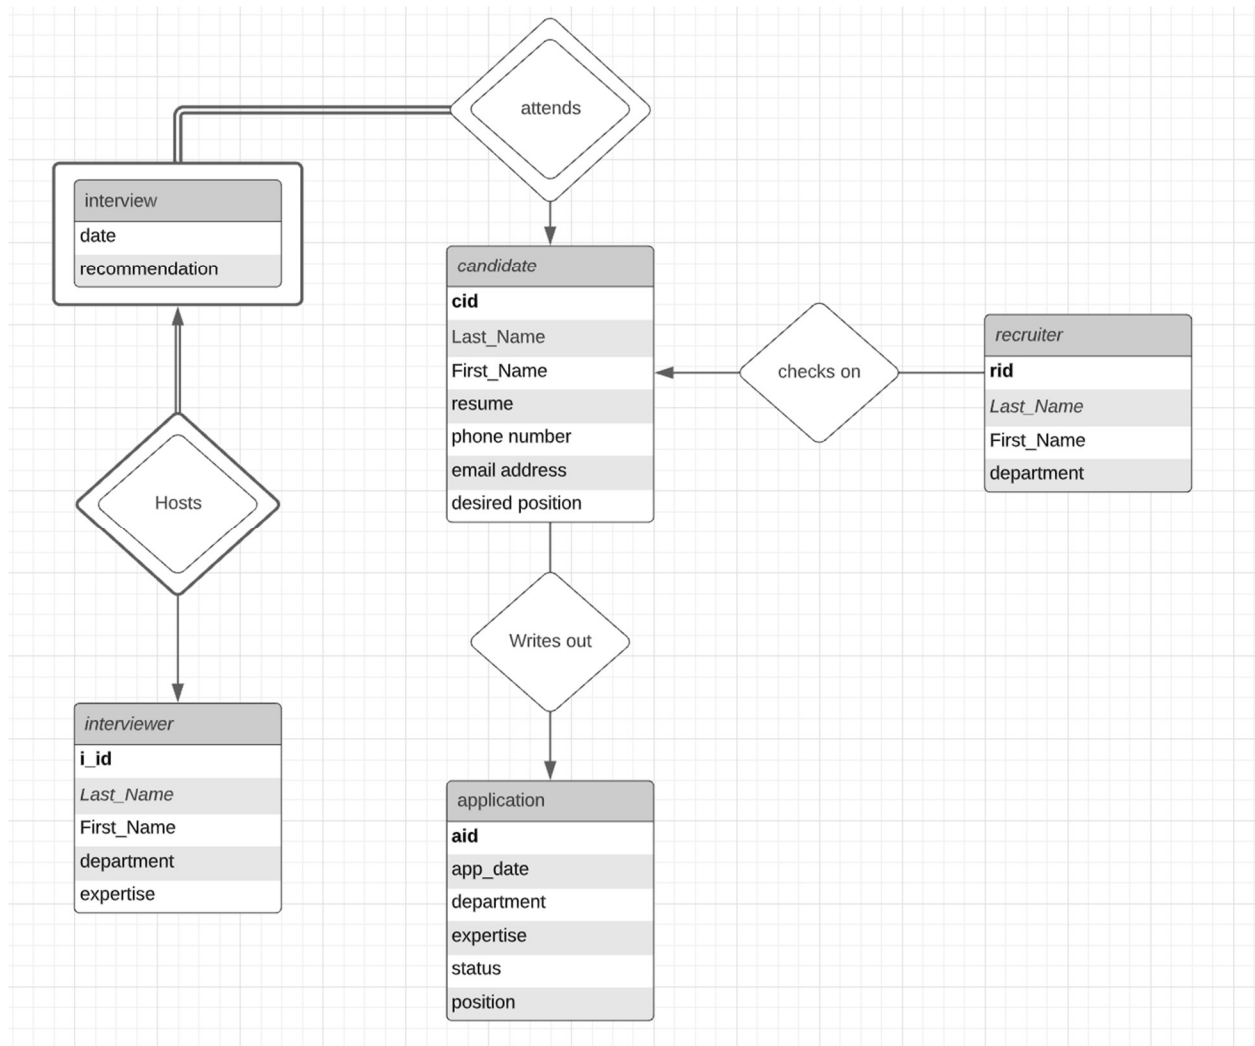 attends
interview
date
recommendation
candidate
cid
Last_Name
First_Name
resume
phone number
email address
desired position
checks on
recruiter
rid
Last_Name
First_Name
department
Hosts
Writes out
interviewer
i_id
Last_Name
First_Name
department
expertise
application
aid
app_date
department
expertise
status
position